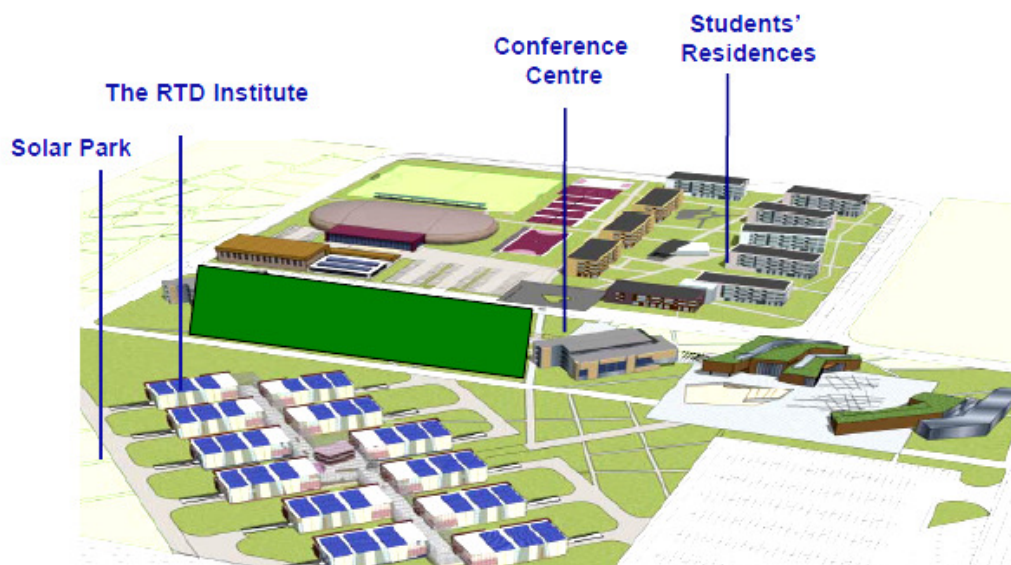 Students'
Residences
Conference
Centre
The RTD Institute
Solar Park